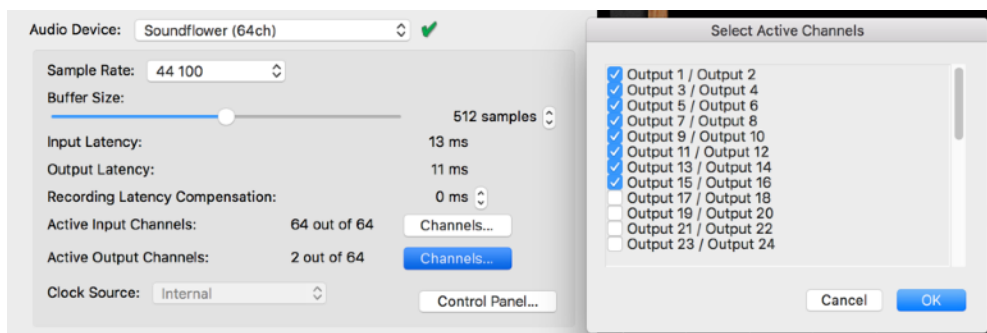 Audio Device: Soundflower (64ch)
Sample Rate: 44 100
Buffer Size:
512 samples
Input Latency: 13 ms
Output Latency: 11 ms
Recording Latency Compensation: 0 ms
Active Input Channels: 64 out of 64 Channels...
Active Output Channels: 2 out of 64 Channels...
Clock Source: Internal
Control Panel...
Select Active Channels
Output 1 / Output 2
Output 3 / Output 4
Output 5 / Output 6
Output 7 / Output 8
Output 9 / Output 10
Output 11 / Output 12
Output 13 / Output 14
Output 15 / Output 16
Output 17 / Output 18
Output 19 / Output 20
Output 21 / Output 22
Output 23 / Output 24
Cancel OK